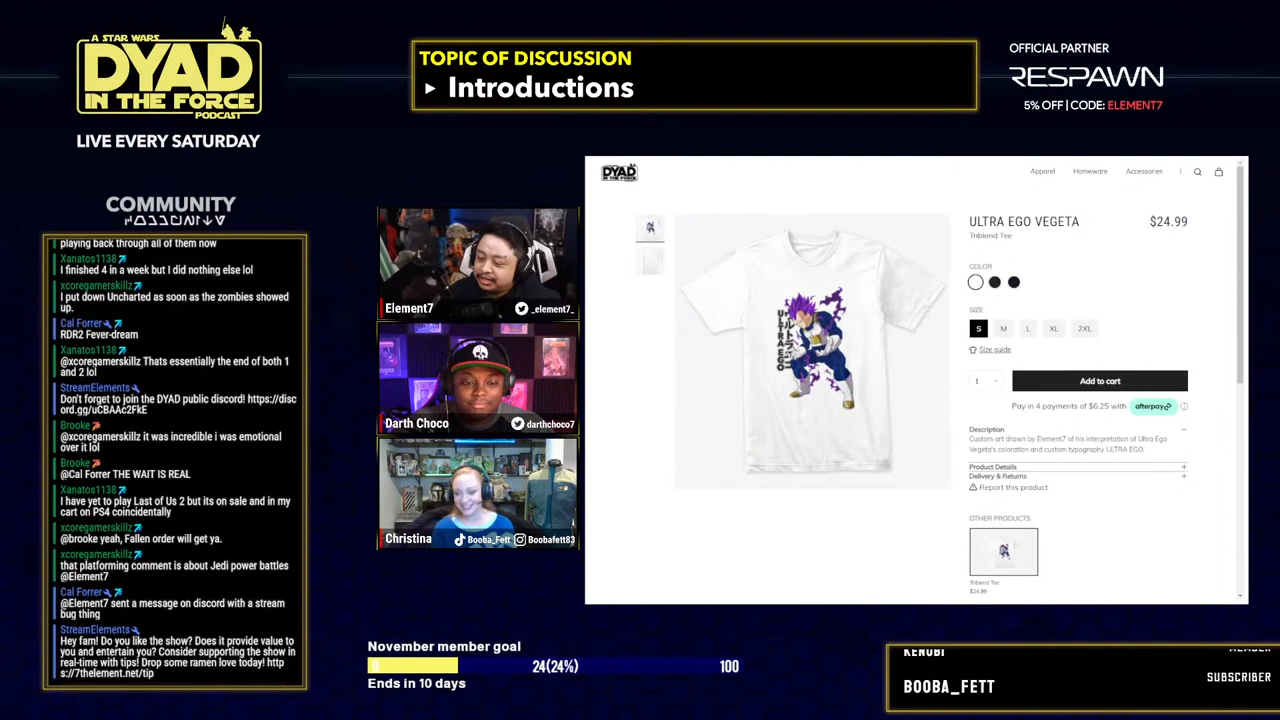 A STAR WARS
DYAD
IN THE FORCE
PODCAST
LIVE EVERY SATURDAY
TOPIC OF DISCUSSION
► Introductions
OFFICIAL PARTNER
RESPAWN
5% OFF | CODE: ELEMENT7
COMMUNITY
playing back through all of them now
Xanatos1138
I finished 4 in a week but I did nothing else lol
xcoregamerskillz
I put down Uncharted as soon as the zombies showed
up.
Cal Forrer
RDR2 Fever-dream
Xanatos1138
@xcoregamerskillz Thats essentially the end of both 1
and 2 lol
StreamElements
Don't forget to join the DYAD public discord! https://disc
ord.gg/uCBAAc2FkE
Brooke
@xcoregamerskillz it was incredible i was emotional
over it lol
Brooke
@Cal Forrer THE WAIT IS REAL
Xanatos1138
I have yet to play Last of Us 2 but its on sale and in my
cart on PS4 coincidentally
xcoregamerskillz
@brooke yeah, Fallen order will get ya.
xcoregamerskillz
that platforming comment is about Jedi power battles
@Element7
Cal Forrer
@Element7 sent a message on discord with a stream
bug thing
StreamElements
Hey fam! Do you like the show? Does it provide value to
you and entertain you? Consider supporting the show in
real-time with tips! Drop some ramen love today! http
s://7thelement.net/tip
Element7 _element7_
Darth Choco darthchoco7
Christina Booba_Fett Boobafett83
DYAD
IN THE FORCE
Apparel Homeware Accessories |
ULTRA EGO
ULTRA EGO VEGETA $24.99
Triblend Tee
COLOR
SIZE
S M L XL 2XL
Size guide
1 Add to cart
Pay in 4 payments of $6.25 with afterpay
Description −
Custom art drawn by Element7 of his interpretation of Ultra Ego
Vegeta's coloration and custom typography ULTRA EGO.
Product Details +
Delivery & Returns +
Report this product
OTHER PRODUCTS
Triblend Tee
$24.99
November member goal
0 24(24%) 100
Ends in 10 days
KENOBI MEMBER
BOOBA_FETT SUBSCRIBER